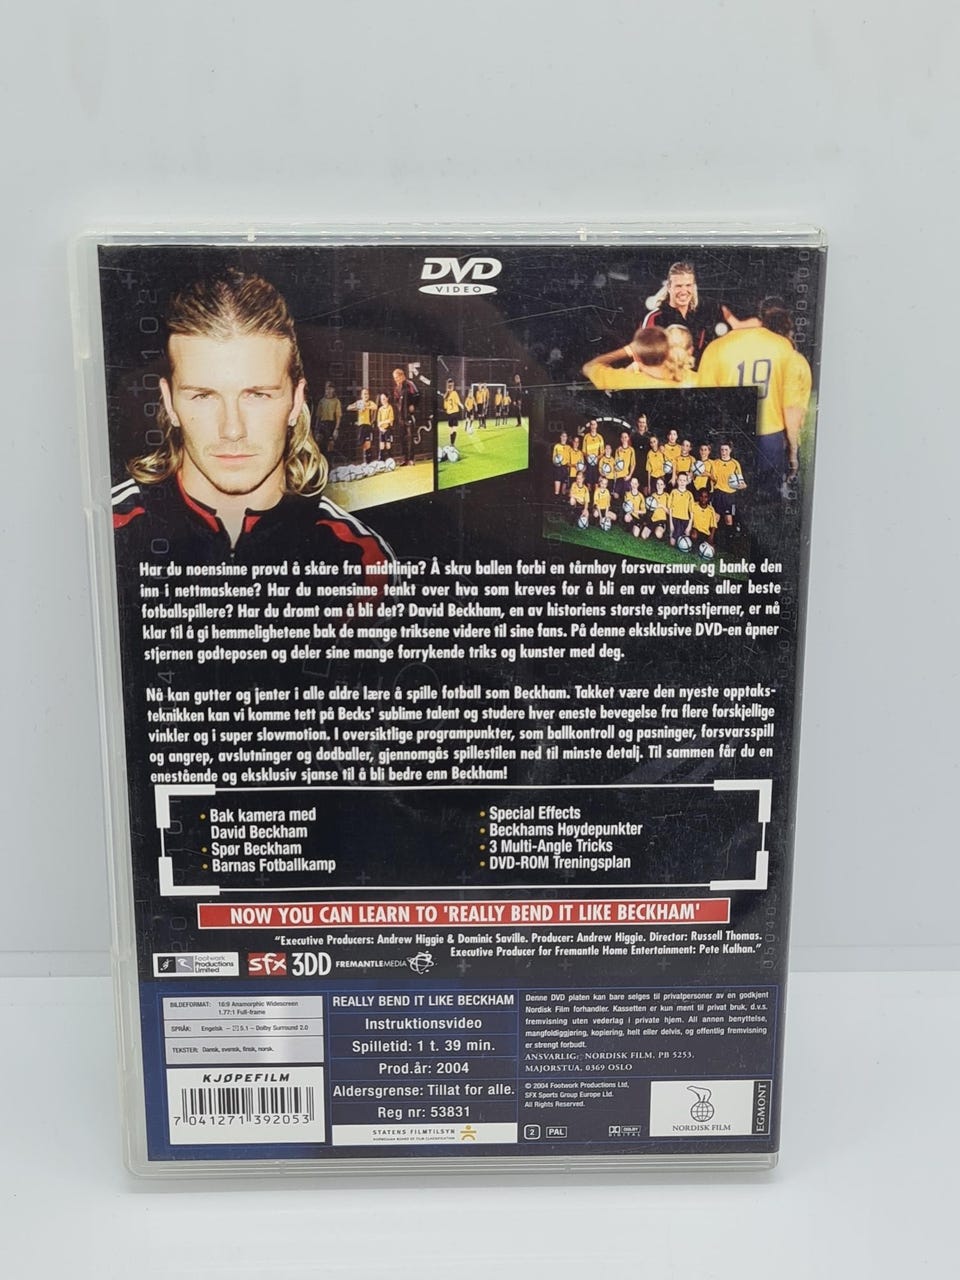 DVD
VIDEO
19
Har du noensinne prøvd å skåre fra midtlinja? Å skru ballen forbi en tårnhøy forsvarsmur og banke den
inn i nettmaskene? Har du noensinne tenkt over hva som kreves for å bli en av verdens aller beste
fotballspillere? Har du drømt om å bli det? David Beckham, en av historiens største sportsstjerner, er nå
klar til å gi hemmelighetene bak de mange triksene videre til sine fans. På denne eksklusive DVD-en åpner
stjernen godteposen og deler sine mange forrykende triks og kunster med deg.
Nå kan gutter og jenter i alle aldre lære å spille fotball som Beckham. Takket være den nyeste opptaks-
teknikken kan vi komme tett på Becks' sublime talent og studere hver eneste bevegelse fra flere forskjellige
vinkler og i super slowmotion. I oversiktlige programpunkter, som ballkontroll og pasninger, forsvarsspill
og angrep, avslutninger og dødballer, gjennomgås spillestilen ned til minste detalj. Til sammen får du en
enestående og eksklusiv sjanse til å bli bedre enn Beckham!
• Bak kamera med
David Beckham
• Spør Beckham
• Barnas Fotballkamp
• Special Effects
• Beckhams Høydepunkter
• 3 Multi-Angle Tricks
• DVD-ROM Treningsplan
NOW YOU CAN LEARN TO 'REALLY BEND IT LIKE BECKHAM'
"Executive Producers: Andrew Higgie & Dominic Saville. Producer: Andrew Higgie. Director: Russell Thomas.
Executive Producer for Fremantle Home Entertainment: Pete Kalhan."
Footwork
Productions
Limited
sfx
3DD
FREMANTLEMEDIA
BILDEFORMAT: 16:9 Anamorphic Widescreen
1.77:1 Full-frame
SPRÅK: Engelsk – 5.1 – Dolby Surround 2.0
TEKSTER: Dansk, svensk, finsk, norsk.
KJØPEFILM
7 041271 392053
REALLY BEND IT LIKE BECKHAM
Instruktionsvideo
Spilletid: 1 t. 39 min.
Prod.år: 2004
Aldersgrense: Tillat for alle.
Reg nr: 53831
STATENS FILMTILSYN
NORWEGIAN BOARD OF FILM CLASSIFICATION
Denne DVD platen kan bare selges til privatpersoner av en godkjent
Nordisk Film forhandler. Kassetten er kun ment til privat bruk, d.v.s.
fremvisning uten vederlag i private hjem. All annen benyttelse,
mangfoldiggjøring, kopiering, helt eller delvis, og offentlig fremvisning
er strengt forbudt.
ANSVARLIG: NORDISK FILM, PB 5253,
MAJORSTUA, 0369 OSLO
© 2004 Footwork Productions Ltd,
SFX Sports Group Europe Ltd.
All Rights Reserved.
2 PAL
DOLBY
DIGITAL
NORDISK FILM
EGMONT